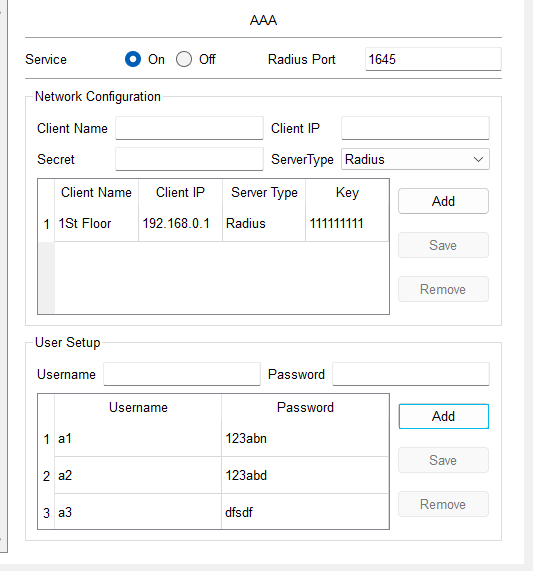 AAA
Service On Off Radius Port 1645
Network Configuration
Client Name Client IP
Secret ServerType Radius
Client Name Client IP Server Type Key
1 1St Floor 192.168.0.1 Radius 111111111
Add
Save
Remove
User Setup
Username Password
Username Password
1 a1 123abn
2 a2 123abd
3 a3 dfsdf
Add
Save
Remove